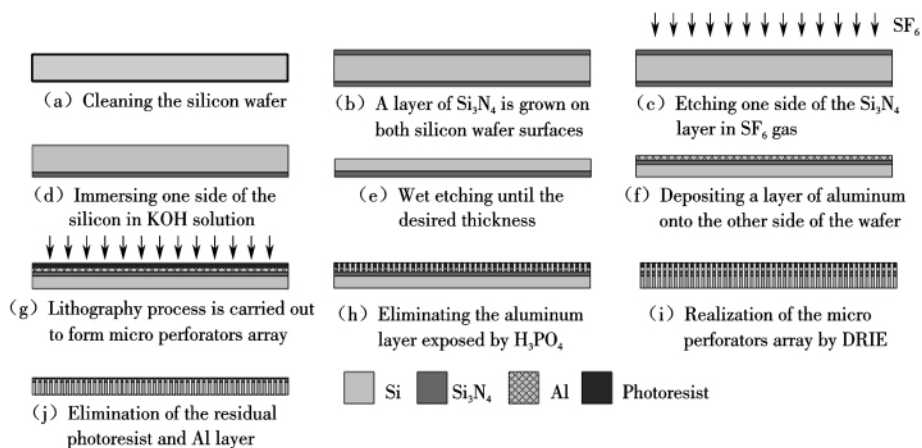 SF₆
(a) Cleaning the silicon wafer
(b) A layer of Si₃N₄ is grown on
both silicon wafer surfaces
(c) Etching one side of the Si₃N₄
layer in SF₆ gas
(d) Immersing one side of the
silicon in KOH solution
(e) Wet etching until the
desired thickness
(f) Depositing a layer of aluminum
onto the other side of the wafer
(g) Lithography process is carried out
to form micro perforators array
(h) Eliminating the aluminum
layer exposed by H₃PO₄
(i) Realization of the micro
perforators array by DRIE
(j) Elimination of the residual
photoresist and Al layer
Si Si₃N₄ Al Photoresist